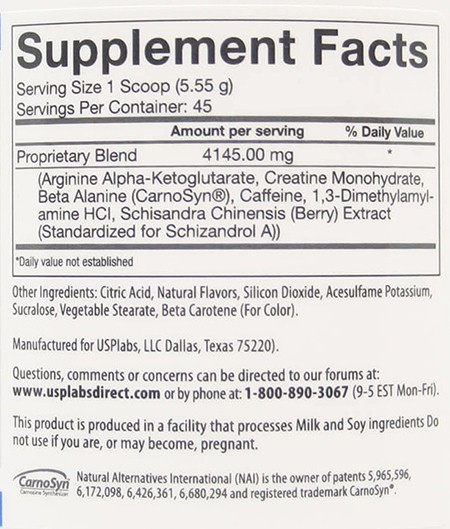 Supplement Facts
Serving Size 1 Scoop (5.55 g)
Servings Per Container: 45
Amount per serving % Daily Value
Proprietary Blend 4145.00 mg *
(Arginine Alpha-Ketoglutarate, Creatine Monohydrate,
Beta Alanine (CarnoSyn®), Caffeine, 1,3-Dimethylamyl-
amine HCl, Schisandra Chinensis (Berry) Extract
(Standardized for Schizandrol A))
*Daily value not established
Other Ingredients: Citric Acid, Natural Flavors, Silicon Dioxide, Acesulfame Potassium,
Sucralose, Vegetable Stearate, Beta Carotene (For Color).
Manufactured for USPlabs, LLC Dallas, Texas 75220).
Questions, comments or concerns can be directed to our forums at:
www.usplabsdirect.com or by phone at: 1-800-890-3067 (9-5 EST Mon-Fri).
This product is produced in a facility that processes Milk and Soy ingredients Do
not use if you are, or may become, pregnant.
CarnoSyn Natural Alternatives International (NAI) is the owner of patents 5,965,596,
Carnosine Synthesizer 6,172,098, 6,426,361, 6,680,294 and registered trademark CarnoSyn®.